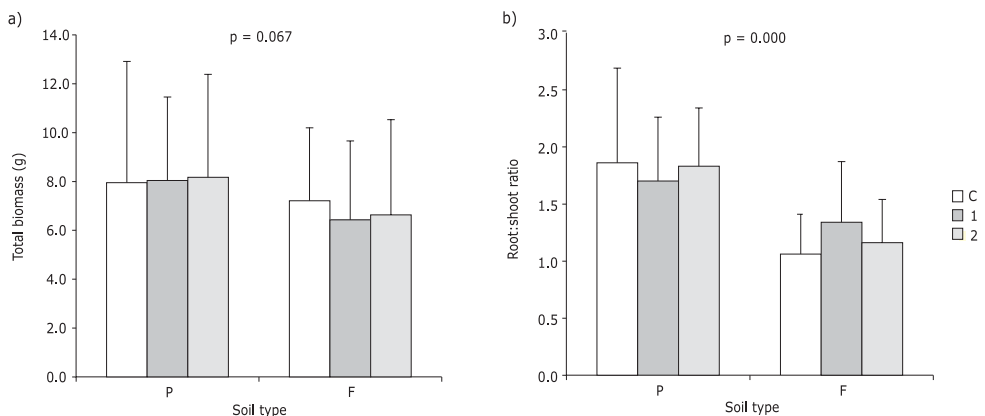 a)
p = 0.067
14.0
12.0
10.0
8.0
6.0
4.0
2.0
0.0
Total biomass (g)
P
F
Soil type
b)
p = 0.000
3.0
2.5
2.0
1.5
1.0
0.5
0.0
Root:shoot ratio
P
F
Soil type
C
1
2